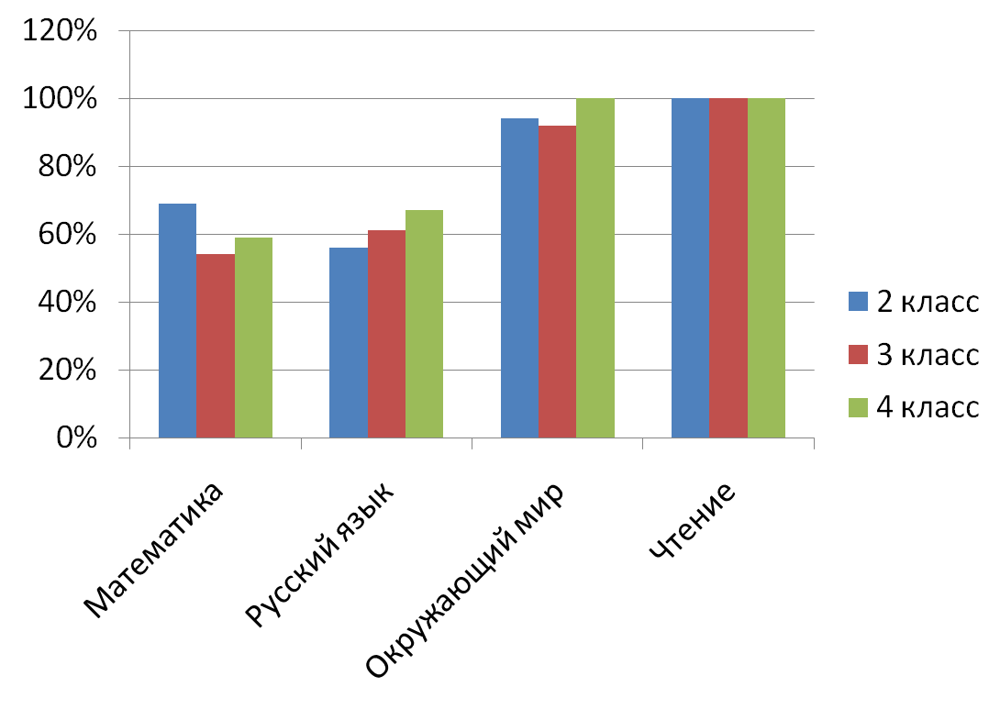 120%
100%
80%
60%
40%
20%
0%
Математика
Русский язык
Окружающий мир
Чтение
2 класс
3 класс
4 класс